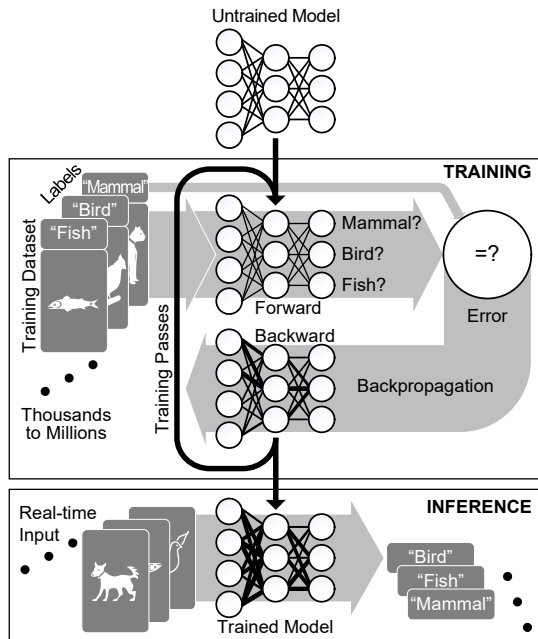 Untrained Model
TRAINING
Labels
“Mammal”
“Bird”
“Fish”
Training Dataset
Thousands
to Millions
Training Passes
Mammal?
Bird?
Fish?
Forward
=?
Error
Backward
Backpropagation
INFERENCE
Real-time
Input
Trained Model
“Bird”
“Fish”
“Mammal”